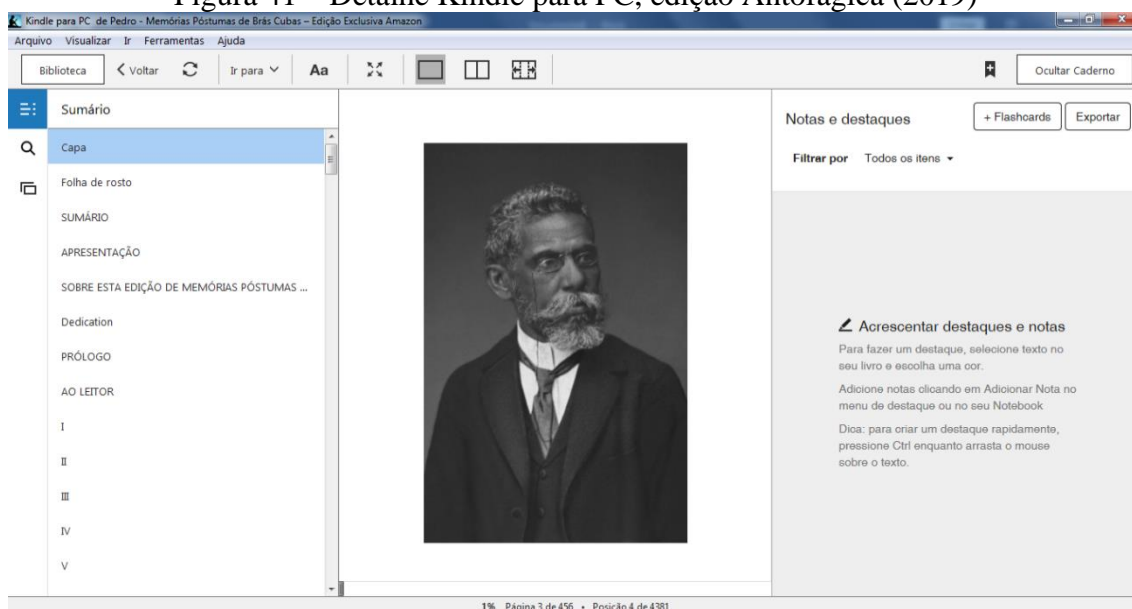 Figura 41 – Detalhe Kindle para PC, edição Antofágica (2019)
Kindle para PC de Pedro - Memórias Póstumas de Brás Cubas – Edição Exclusiva Amazon
Arquivo Visualizar Ir Ferramentas Ajuda
Biblioteca Voltar Ir para Aa Ocultar Caderno
Sumário
Capa
Folha de rosto
SUMÁRIO
APRESENTAÇÃO
SOBRE ESTA EDIÇÃO DE MEMÓRIAS PÓSTUMAS ...
Dedication
PRÓLOGO
AO LEITOR
I
II
III
IV
V
Notas e destaques + Flashcards Exportar
Filtrar por Todos os itens
Acrescentar destaques e notas
Para fazer um destaque, selecione texto no
seu livro e escolha uma cor.
Adicione notas clicando em Adicionar Nota no
menu de destaque ou no seu Notebook
Dica: para criar um destaque rapidamente,
pressione Ctrl enquanto arrasta o mouse
sobre o texto.
1% Página 3 de 456 • Posição 4 de 4381